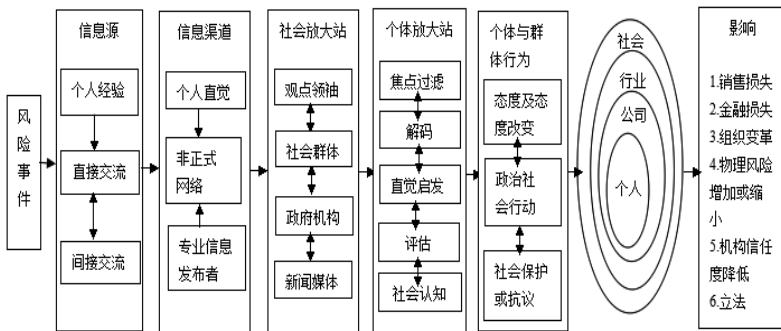 风险事件
信息源
个人经验
直接交流
间接交流
信息渠道
个人直觉
非正式
网络
专业信息
发布者
社会放大站
观点领袖
社会群体
政府机构
新闻媒体
个体放大站
焦点过滤
解码
直觉启发
评估
社会认知
个体与群
体行为
态度及态
度改变
政治社
会行动
社会保护
或抗议
社会
行业
公司
个人
影响
1.销售损失
2.金融损失
3.组织变革
4.物理风险
增加或缩
小
5.机构信任
度降低
6.立法